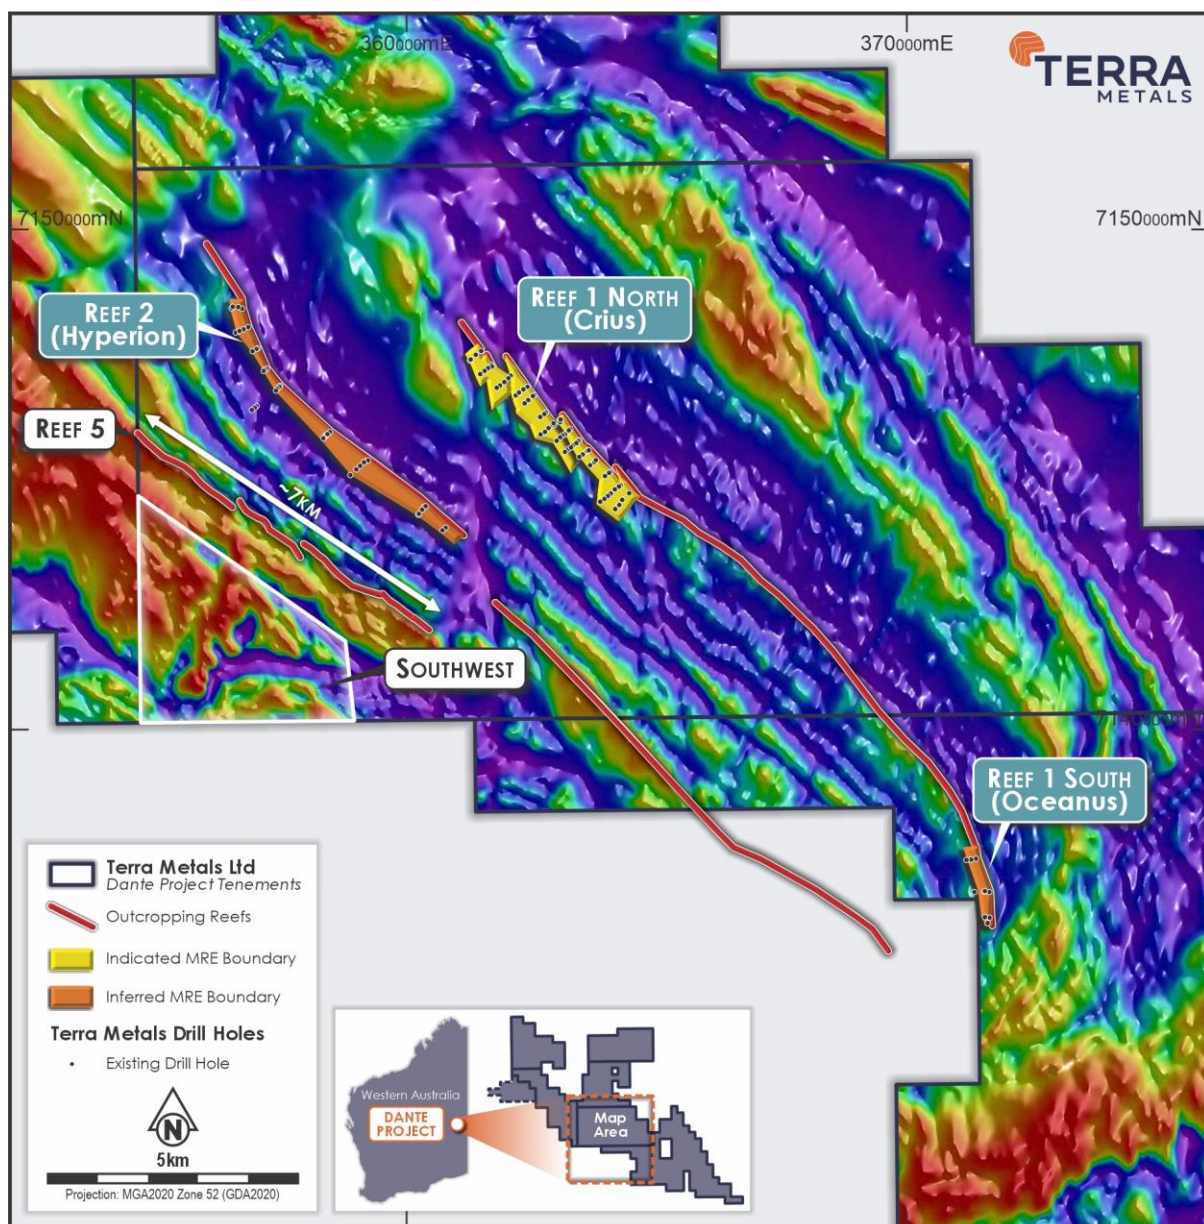 360000mE
370000mE
TERRA
METALS
7150000mN
7150000mN
REEF 2
(Hyperion)
REEF 1 NORTH
(Crius)
REEF 5
~7KM
SOUTHWEST
REEF 1 SOUTH
(Oceanus)
Terra Metals Ltd
Dante Project Tenements
Outcropping Reefs
Indicated MRE Boundary
Inferred MRE Boundary
Terra Metals Drill Holes
Existing Drill Hole
N
5km
Projection: MGA2020 Zone 52 (GDA2020)
Western Australia
DANTE
PROJECT
Map
Area